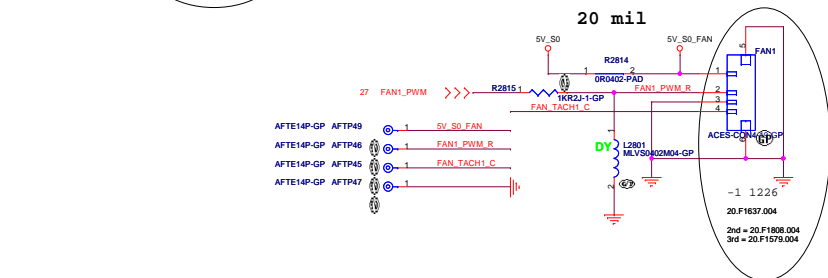 20 mil
5V_S0
5V_S0_FAN
FAN1
5
R2814
1
2
1
0R0402-PAD
27 FAN1_PWM
R2815
1
1KR2J-1-GP
FAN1_PWM_R
2
3
FAN_TACH1_C
4
AFTE14P-GP AFTP49
1
5V_S0_FAN
AFTE14P-GP AFTP46
1
FAN1_PWM_R
AFTE14P-GP AFTP45
1
FAN_TACH1_C
AFTE14P-GP AFTP47
1
1
DY
L2801
MLVS0402M04-GP
2
GP
-1 1226
20.F1637.004
2nd = 20.F1808.004
3rd = 20.F1579.004